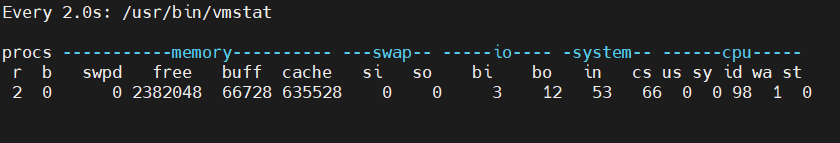 Every 2.0s: /usr/bin/vmstat
procs -----------memory---------- ---swap-- -----io---- -system-- ------cpu-----
 r  b   swpd   free   buff  cache   si   so    bi    bo   in   cs us sy id wa st
 2  0      0 2382048  66728 635528    0    0     3    12   53   66  0  0 98  1  0